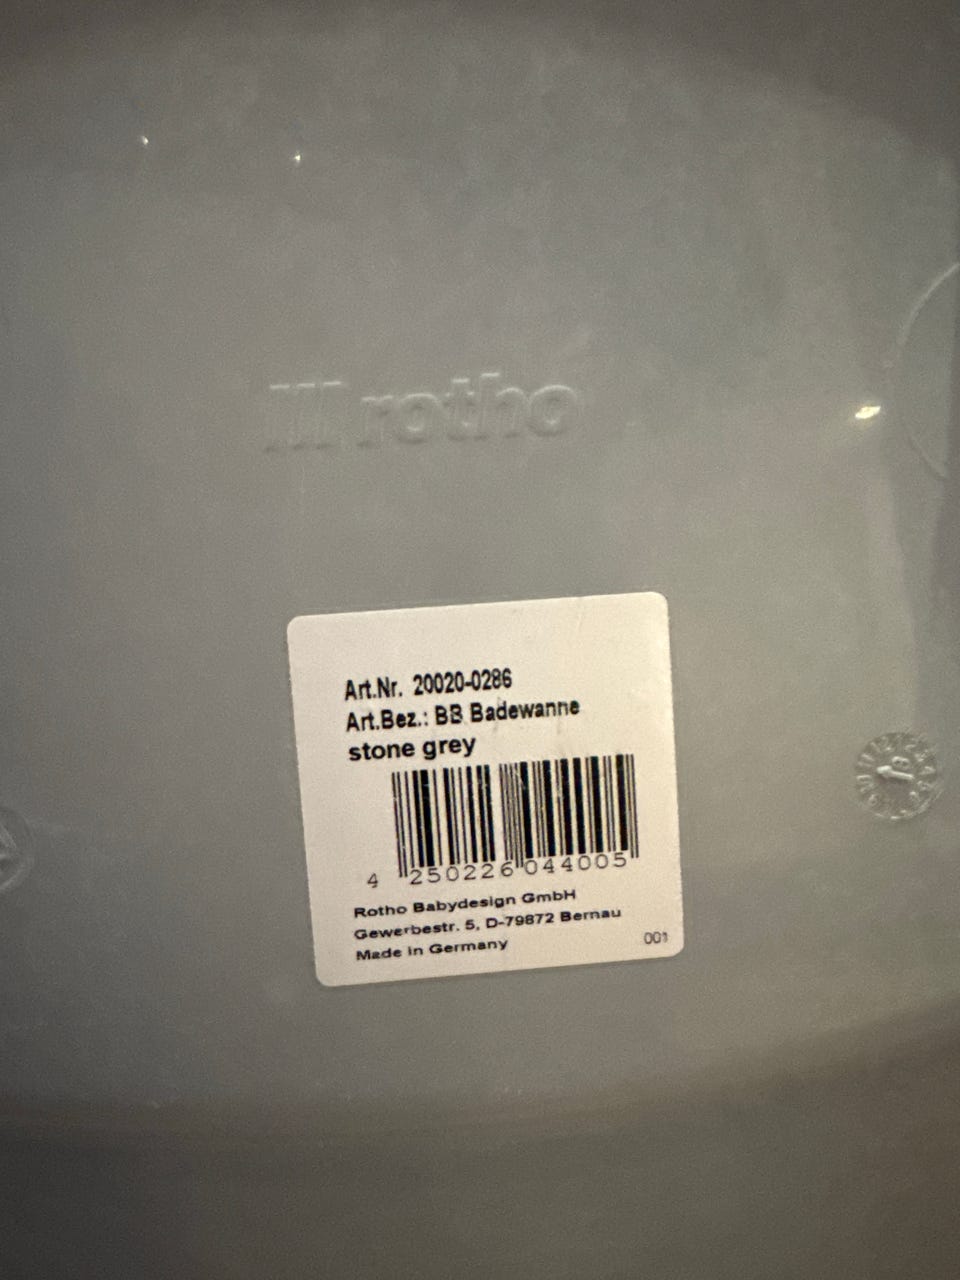 rotho
Art.Nr. 20020-0286
Art.Bez.: BB Badewanne
stone grey
4 250226 044005
Rotho Babydesign GmbH
Gewerbestr. 5, D-79872 Bernau
Made in Germany
001